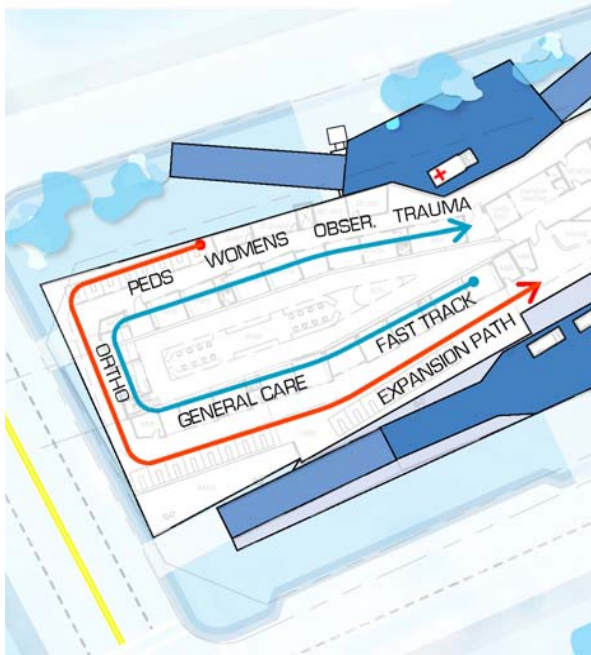 WOMENS
OBSER.
TRAUMA
PEDS
ORTHO
FAST TRACK
GENERAL CARE
EXPANSION PATH